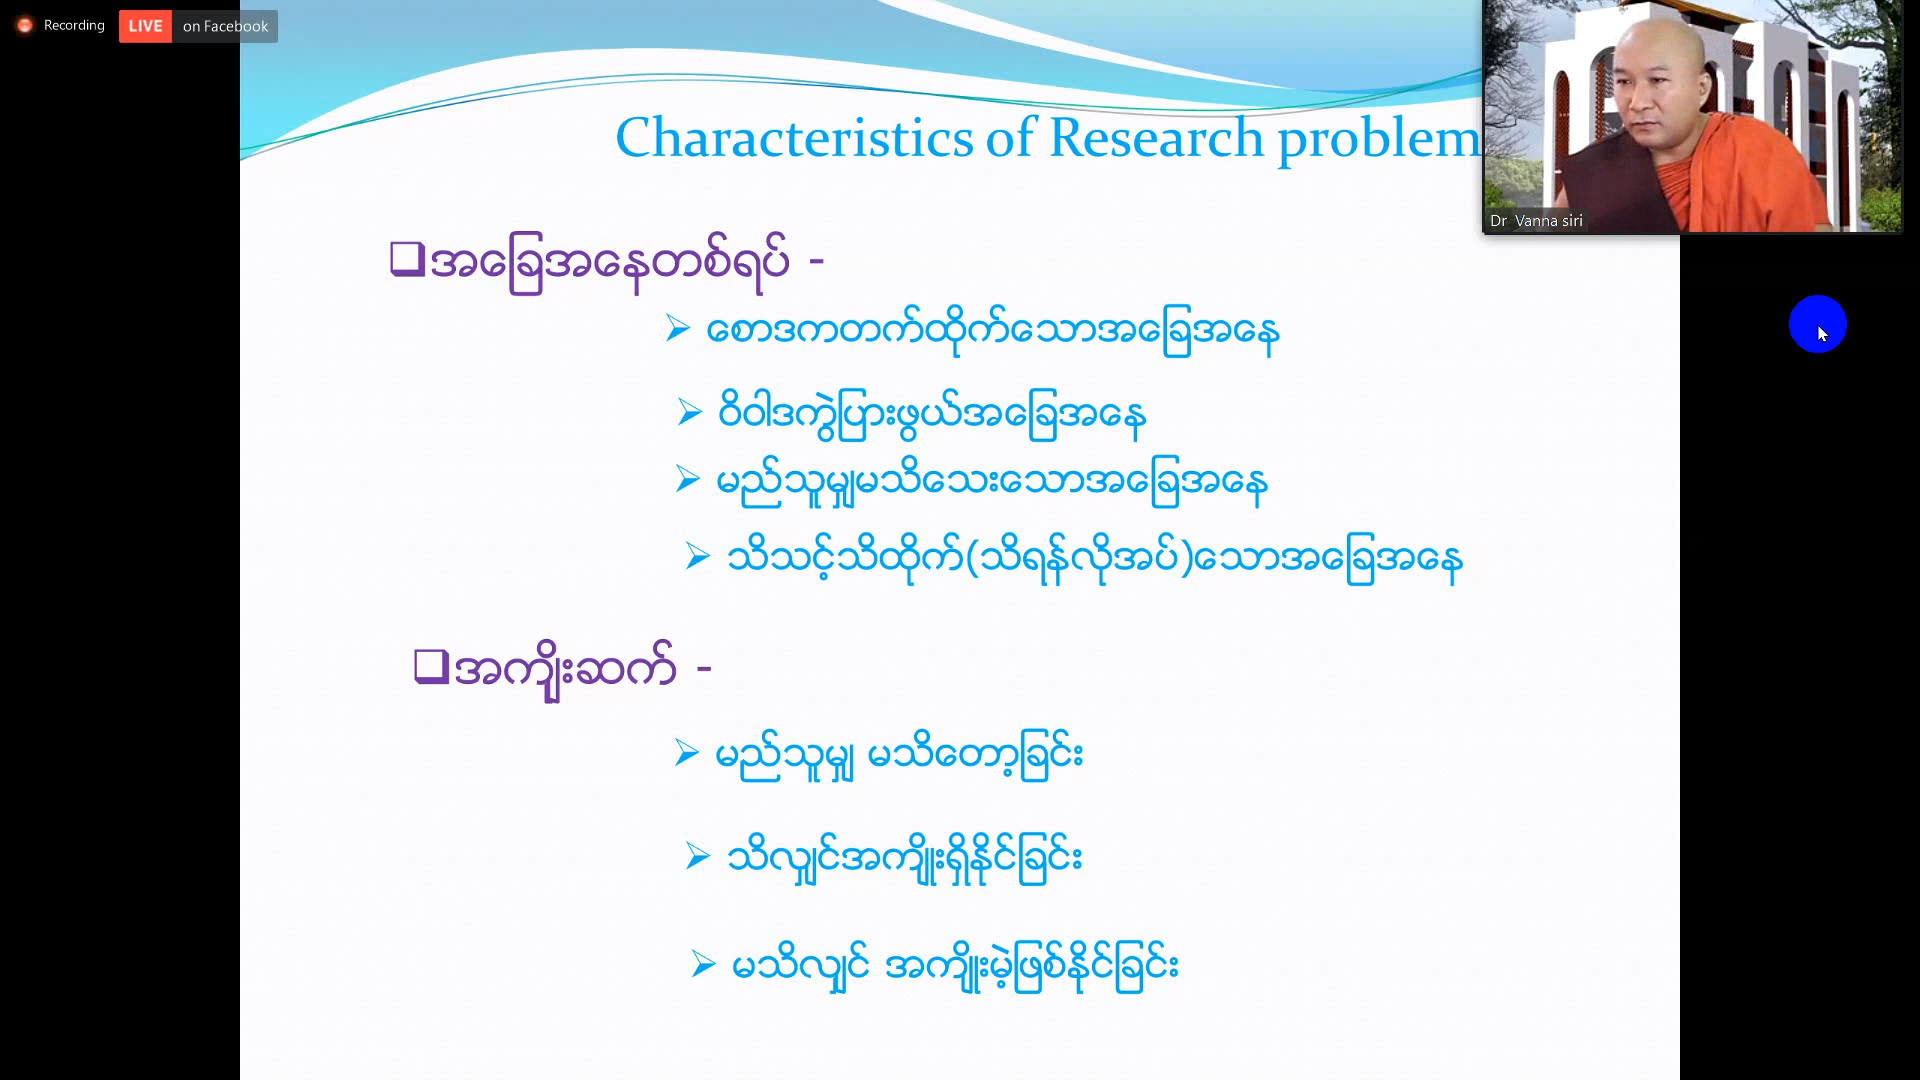 Recording LIVE on Facebook
Characteristics of Research problem
Dr Vanna siri
အခြေအနေတစ်ရပ် -
စောဒကတက်ထိုက်သောအခြေအနေ
ဝိဝါဒကွဲပြားဖွယ်အခြေအနေ
မည်သူမျှမသိသေးသောအခြေအနေ
သိသင့်သိထိုက်(သိရန်လိုအပ်)သောအခြေအနေ
အကျိုးဆက် -
မည်သူမျှ မသိတော့ခြင်း
သိလျှင်အကျိုးရှိနိုင်ခြင်း
မသိလျှင် အကျိုးမဲ့ဖြစ်နိုင်ခြင်း